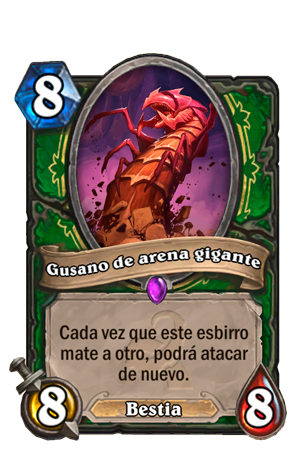 8
Gusano de arena gigante
Cada vez que este esbirro
mate a otro, podrá atacar
de nuevo.
8
Bestia
8